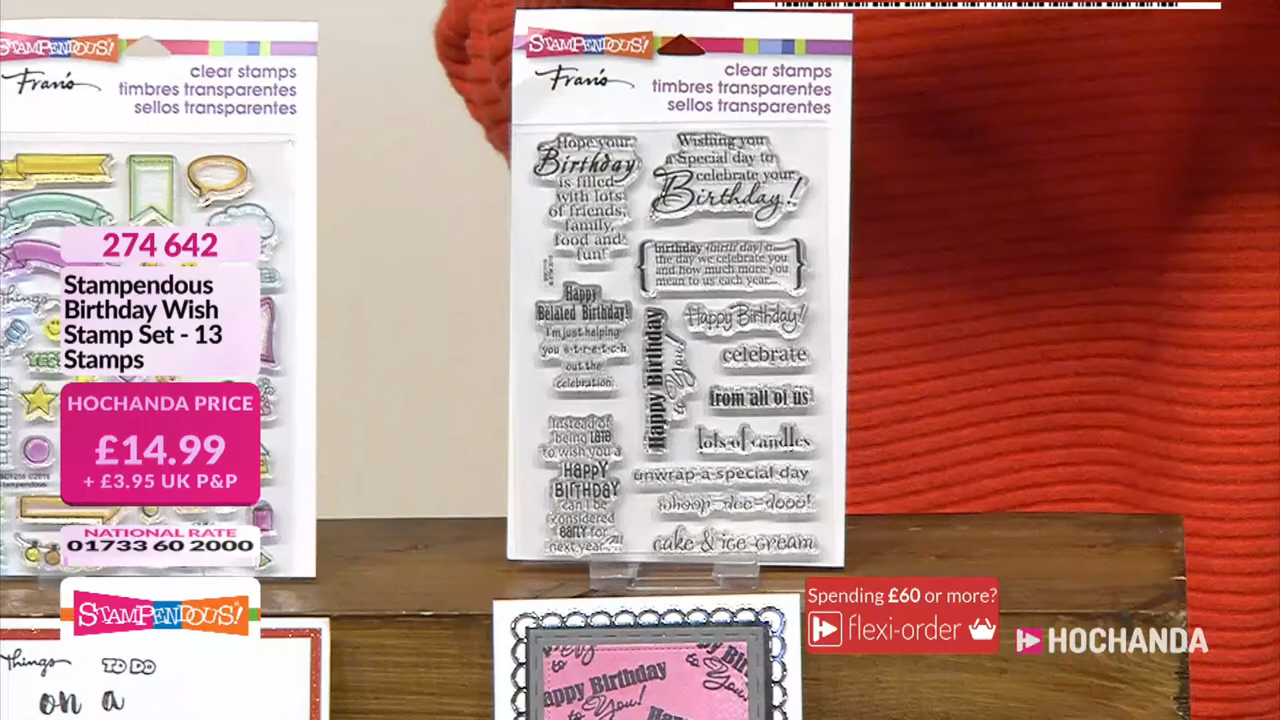 STAMPENDOUS!
Fran's
clear stamps
timbres transparentes
sellos transparentes
Things
YES
274 642
Stampendous
Birthday Wish
Stamp Set - 13
Stamps
HOCHANDA PRICE
£14.99
+ £3.95 UK P&P
NATIONAL RATE
01733 60 2000
STAMPENDOUS!
Things
TO DO
on a
STAMPENDOUS!
Fran's
clear stamps
timbres transparentes
sellos transparentes
Hope your
Birthday
is filled
with lots
of friends,
family,
food and
fun!
Wishing you
a Special day to
celebrate your
Birthday!
birthday (birth'day) n.
the day we celebrate you
and how much more you
mean to us each year...
Happy
Belated Birthday!
I'm just helping
you s-t-r-e-t-c-h
out the
celebration.
Happy Birthday
to You!
Happy Birthday!
celebrate
from all of us
lots of candles
unwrap a special day
whoop-dee-dooo!
cake & ice cream
Instead of
being LATE
to wish you a
HAPPY
BIRTHDAY
can I be
considered
EARLY for
next year...?!
Happy Birthday
to You!
Spending £60 or more?
flexi-order
HOCHANDA